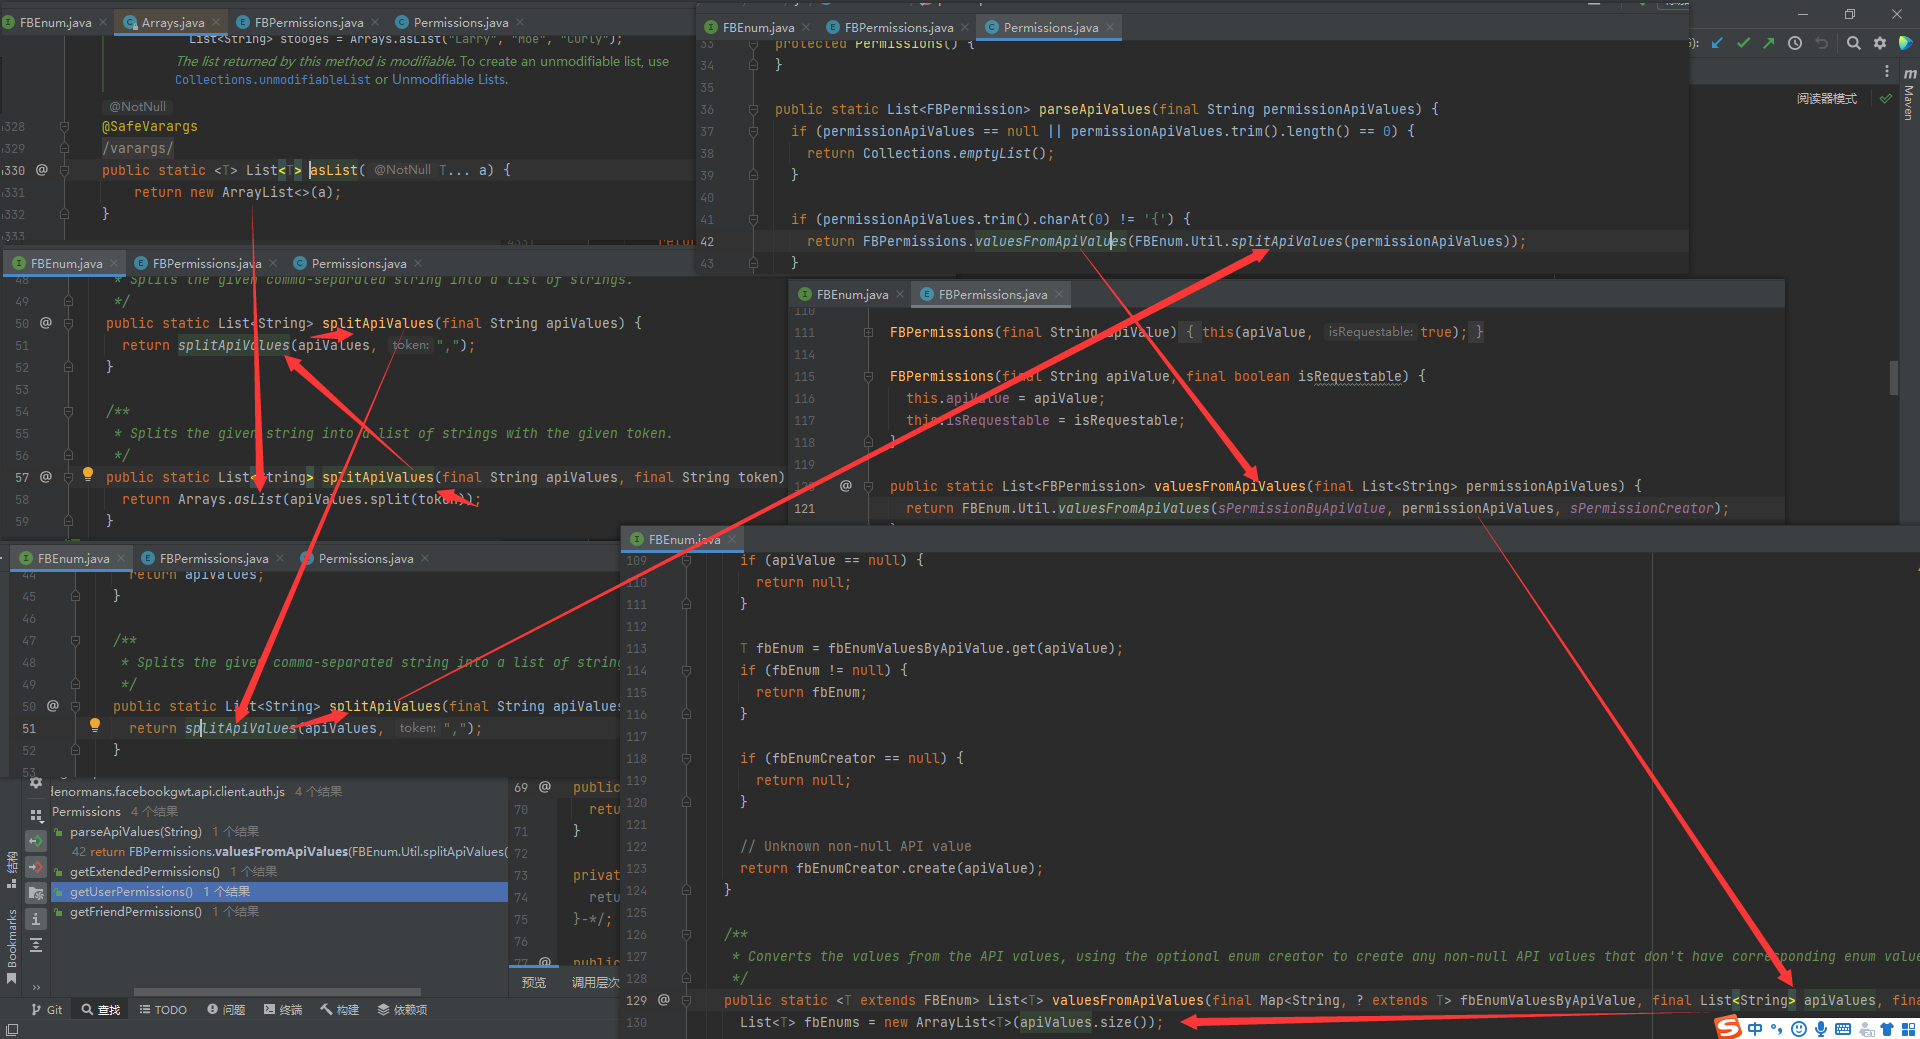 FBEnum.java
Arrays.java
FBPermissions.java
Permissions.java
List<String> stooges = Arrays.asList("Larry", "Moe", "Curly");
The list returned by this method is modifiable. To create an unmodifiable list, use
Collections.unmodifiableList or Unmodifiable Lists.
@NotNull
4328 @SafeVarargs
4329 /varargs/
4330 @ public static <T> List<T> asList( @NotNull T... a) {
4331 return new ArrayList<>(a);
4332 }
4333
FBEnum.java
FBPermissions.java
Permissions.java
33 protected Permissions() {
34 }
35
36 public static List<FBPermission> parseApiValues(final String permissionApiValues) {
37 if (permissionApiValues == null || permissionApiValues.trim().length() == 0) {
38 return Collections.emptyList();
39 }
40
41 if (permissionApiValues.trim().charAt(0) != '{') {
42 return FBPermissions.valuesFromApiValues(FBEnum.Util.splitApiValues(permissionApiValues));
43 }
阅读器模式
m
Maven
FBEnum.java
FBPermissions.java
Permissions.java
48 * Splits the given comma-separated string into a list of strings.
49 */
50 @ public static List<String> splitApiValues(final String apiValues) {
51 return splitApiValues(apiValues, token: ",");
52 }
53
54 /**
55 * Splits the given string into a list of strings with the given token.
56 */
57 @ public static List<String> splitApiValues(final String apiValues, final String token)
58 return Arrays.asList(apiValues.split(token));
59 }
FBEnum.java
FBPermissions.java
110
111 FBPermissions(final String apiValue) { this(apiValue, isRequestable: true); }
114
115 FBPermissions(final String apiValue, final boolean isRequestable) {
116 this.apiValue = apiValue;
117 this.isRequestable = isRequestable;
118 }
119
120 @ public static List<FBPermission> valuesFromApiValues(final List<String> permissionApiValues) {
121 return FBEnum.Util.valuesFromApiValues(sPermissionByApiValue, permissionApiValues, sPermissionCreator);
FBEnum.java
FBPermissions.java
Permissions.java
44 return apiValues;
45 }
46
47 /**
48 * Splits the given comma-separated string into a list of string
49 */
50 @ public static List<String> splitApiValues(final String apiValues
51 return splitApiValues(apiValues, token: ",");
52 }
53
FBEnum.java
109 if (apiValue == null) {
110 return null;
111 }
112
113 T fbEnum = fbEnumValuesByApiValue.get(apiValue);
114 if (fbEnum != null) {
115 return fbEnum;
116 }
117
118 if (fbEnumCreator == null) {
119 return null;
120 }
121
122 // Unknown non-null API value
123 return fbEnumCreator.create(apiValue);
124 }
125
126 /**
127 * Converts the values from the API values, using the optional enum creator to create any non-null API values that don't have corresponding enum value
128 */
129 @ public static <T extends FBEnum> List<T> valuesFromApiValues(final Map<String, ? extends T> fbEnumValuesByApiValue, final List<String> apiValues, fina
130 List<T> fbEnums = new ArrayList<T>(apiValues.size());
denormans.facebookgwt.api.client.auth.js 4 个结果
Permissions 4 个结果
parseApiValues(String) 1 个结果
42 return FBPermissions.valuesFromApiValues(FBEnum.Util.splitApiValues(
getExtendedPermissions() 1 个结果
getUserPermissions() 1 个结果
getFriendPermissions() 1 个结果
69 @ public
70 retu
71 }
72
73 privat
74 retu
75 }-*/;
76
77 @ public
预览
调用层次
结构
Bookmarks
Git
查找
TODO
问题
终端
构建
依赖项
S 中